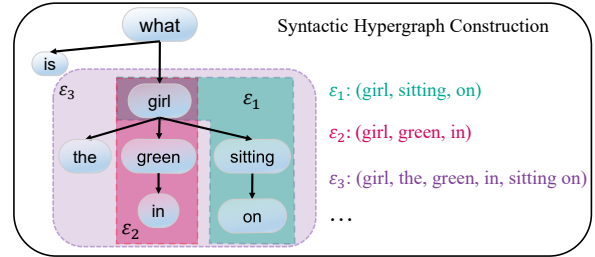 what
Syntactic Hypergraph Construction
is
ε3
girl
ε1
ε1: (girl, sitting, on)
the
green
sitting
ε2: (girl, green, in)
in
on
ε3: (girl, the, green, in, sitting on)
ε2
...